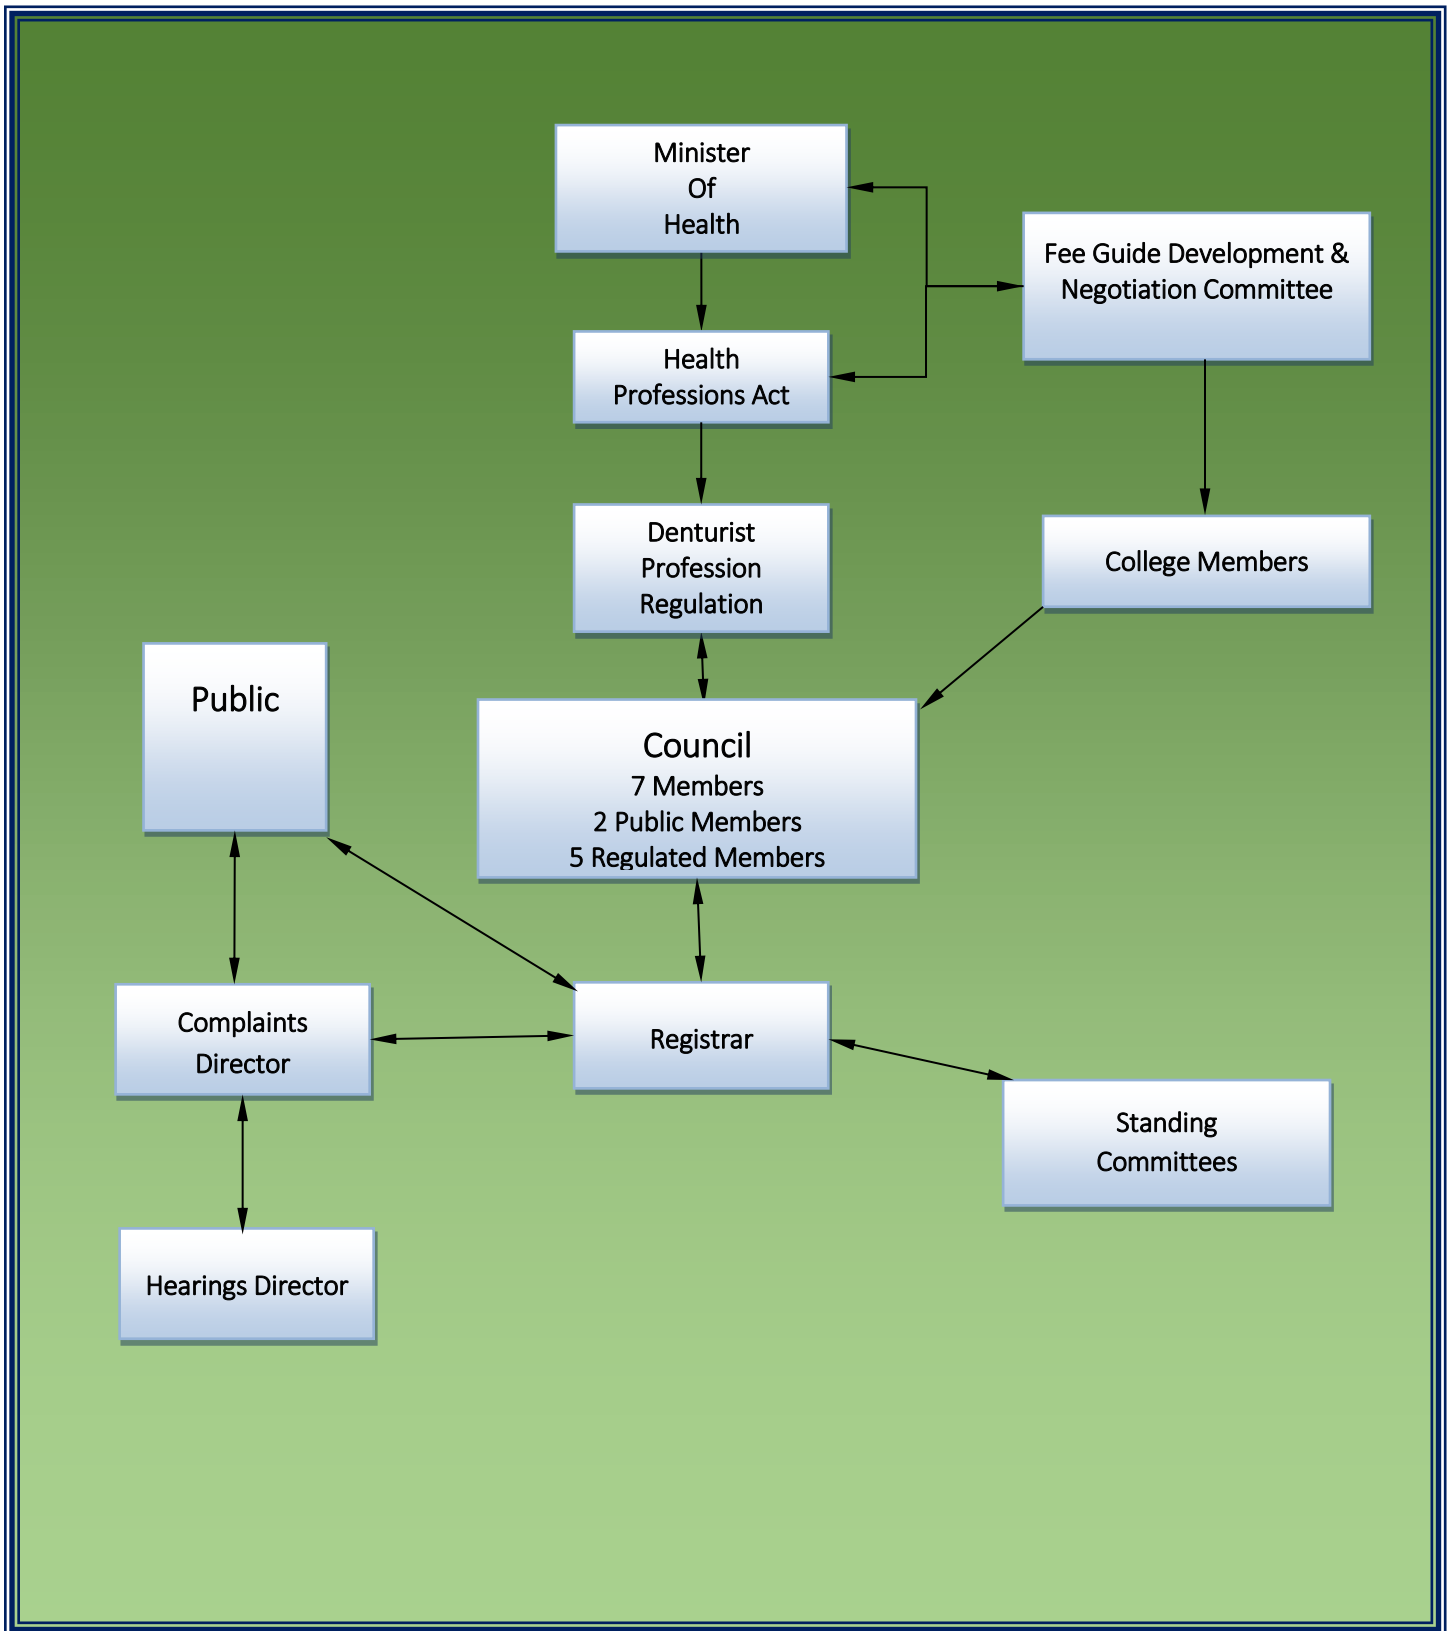 Minister
Of
Health
Fee Guide Development &
Negotiation Committee
Health
Professions Act
Denturist
Profession
Regulation
College Members
Public
Council
7 Members
2 Public Members
5 Regulated Members
Complaints
Director
Registrar
Standing
Committees
Hearings Director